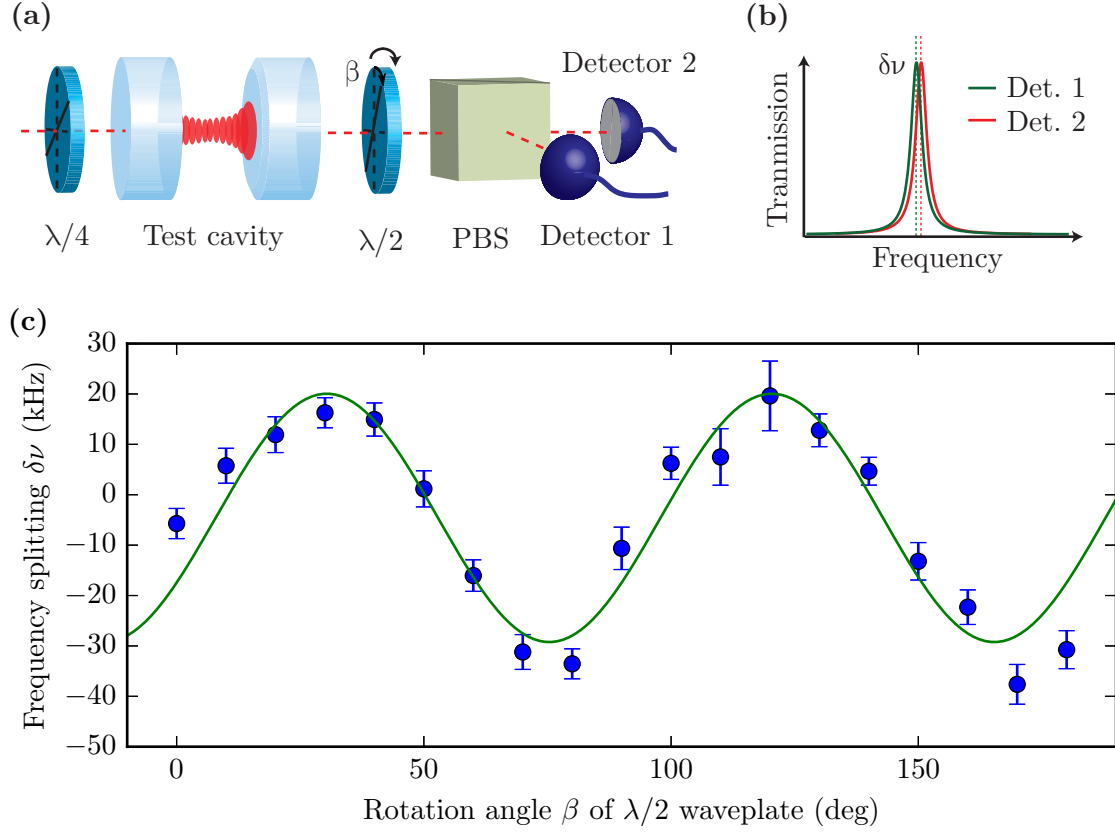 (a)
β
Detector 2
λ/4
Test cavity
λ/2
PBS
Detector 1
(b)
δν
Det. 1
Det. 2
Tranmission
Frequency
(c)
Frequency splitting δν (kHz)
30
20
10
0
−10
−20
−30
−40
−50
0
50
100
150
Rotation angle β of λ/2 waveplate (deg)